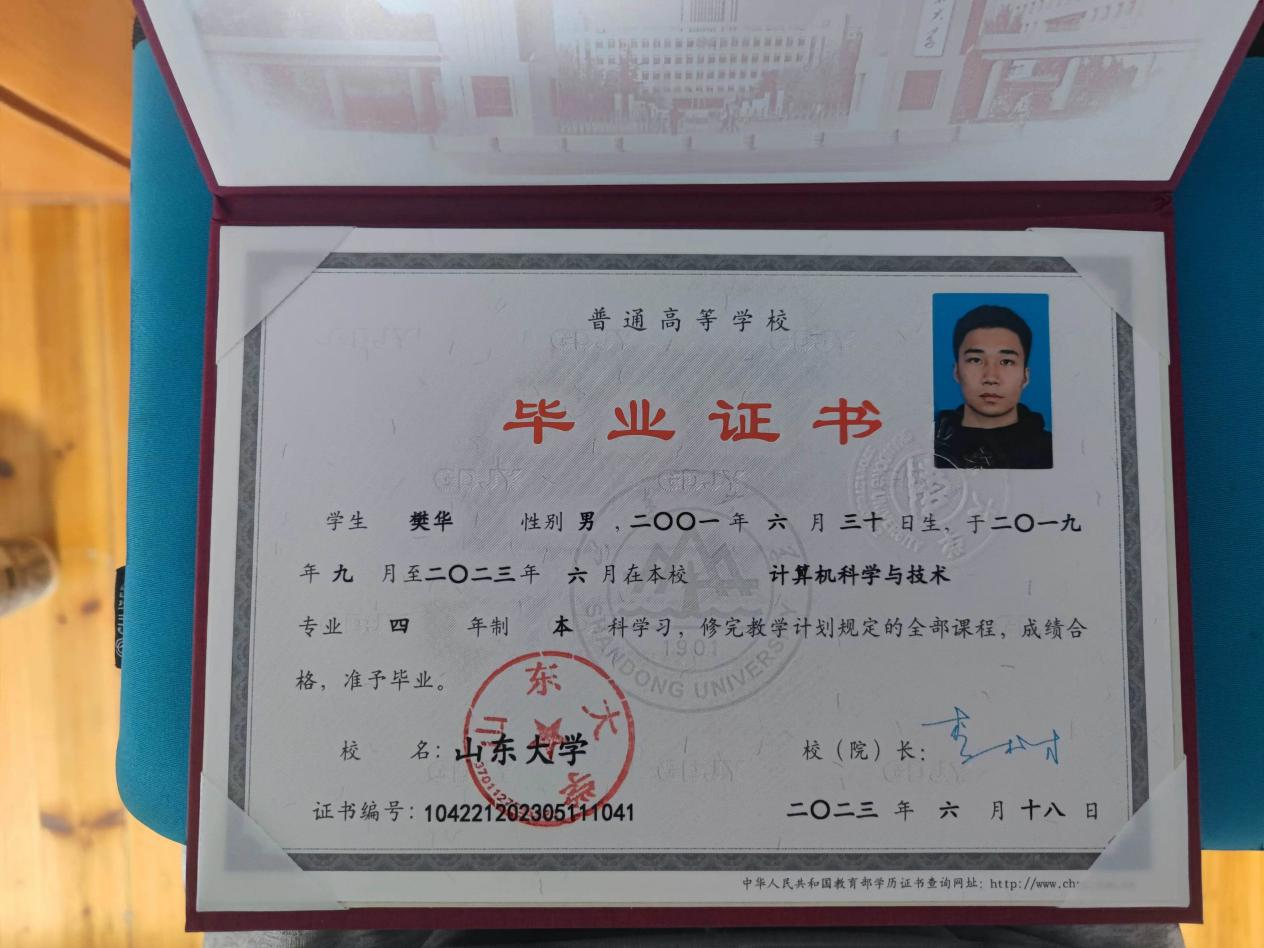 大学
普通高等学校
毕业证书
学生 樊华 性别 男，二〇〇一年 六 月 三十 日生，于二〇一九
年 九 月至二〇二三年 六 月在本校 计算机科学与技术
专业 四 年制 本 科学习，修完教学计划规定的全部课程，成绩合
格，准予毕业。
SHANDONG UNIVERSITY
1901
山东大学
校 名：山东大学
校（院）长：
证书编号：104221202305111041
二〇二三 年 六 月 十八 日
中华人民共和国教育部学历证书查询网址：http://www.ch